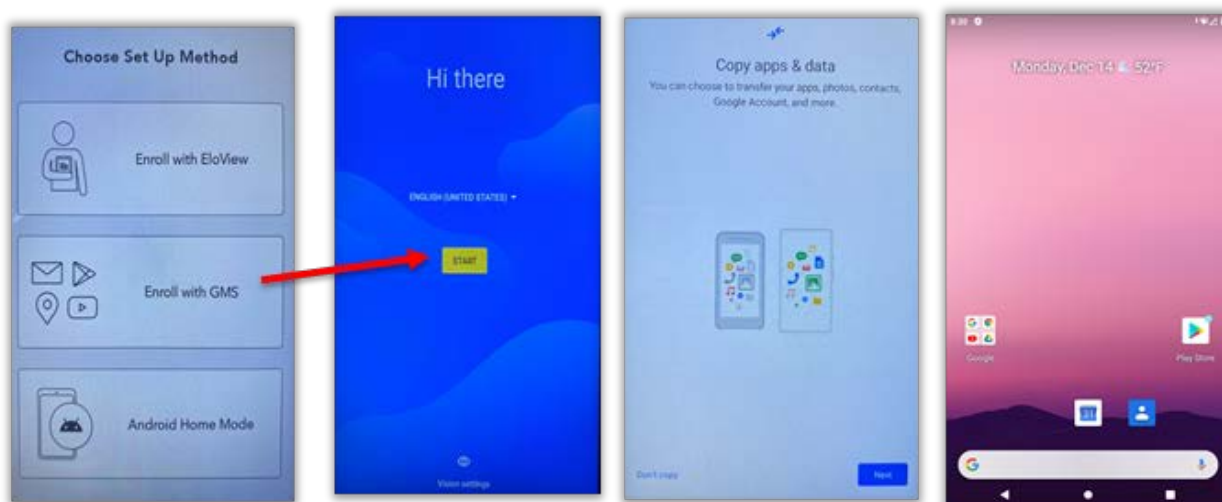 Choose Set Up Method
Enroll with EloView
Enroll with GMS
Android Home Mode
Hi there
ENGLISH (UNITED STATES)
START
Vision settings
Copy apps & data
You can choose to transfer your apps, photos, contacts,
Google Account, and more.
Don't copy
Next
Monday, Dec 14 52°F
Google
Play Store
31
G